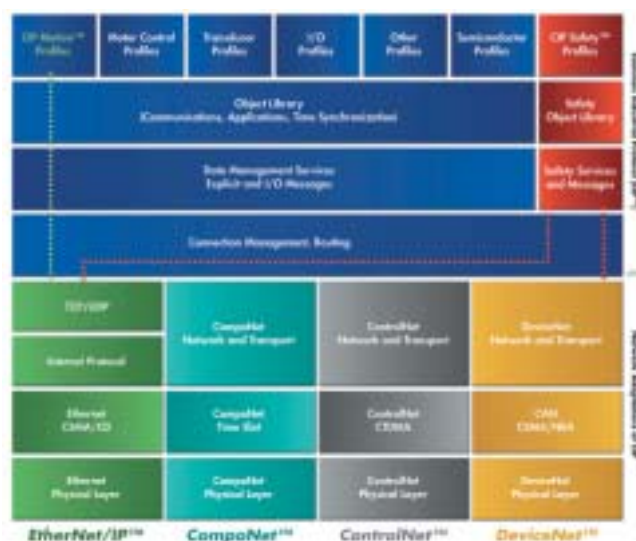 CIP Motion™
Profiles
Motor Control
Profiles
Transducer
Profiles
I/O
Profiles
Other
Profiles
Semiconductor
Profiles
CIP Safety™
Profiles
Object Library
(Communications, Applications, Time Synchronization)
Safety
Object Library
Data Management Services
Explicit and I/O Messages
Safety Services
and Messages
Connection Management, Routing
TCP/UDP
Internet Protocol
CompoNet
Network and Transport
ControlNet
Network and Transport
DeviceNet
Network and Transport
Ethernet
CSMA/CD
CompoNet
Time Slot
ControlNet
CTDMA
CAN
CSMA/NBA
Ethernet
Physical Layer
CompoNet
Physical Layer
ControlNet
Physical Layer
DeviceNet
Physical Layer
EtherNet/IP™
CompoNet™
ControlNet™
DeviceNet™